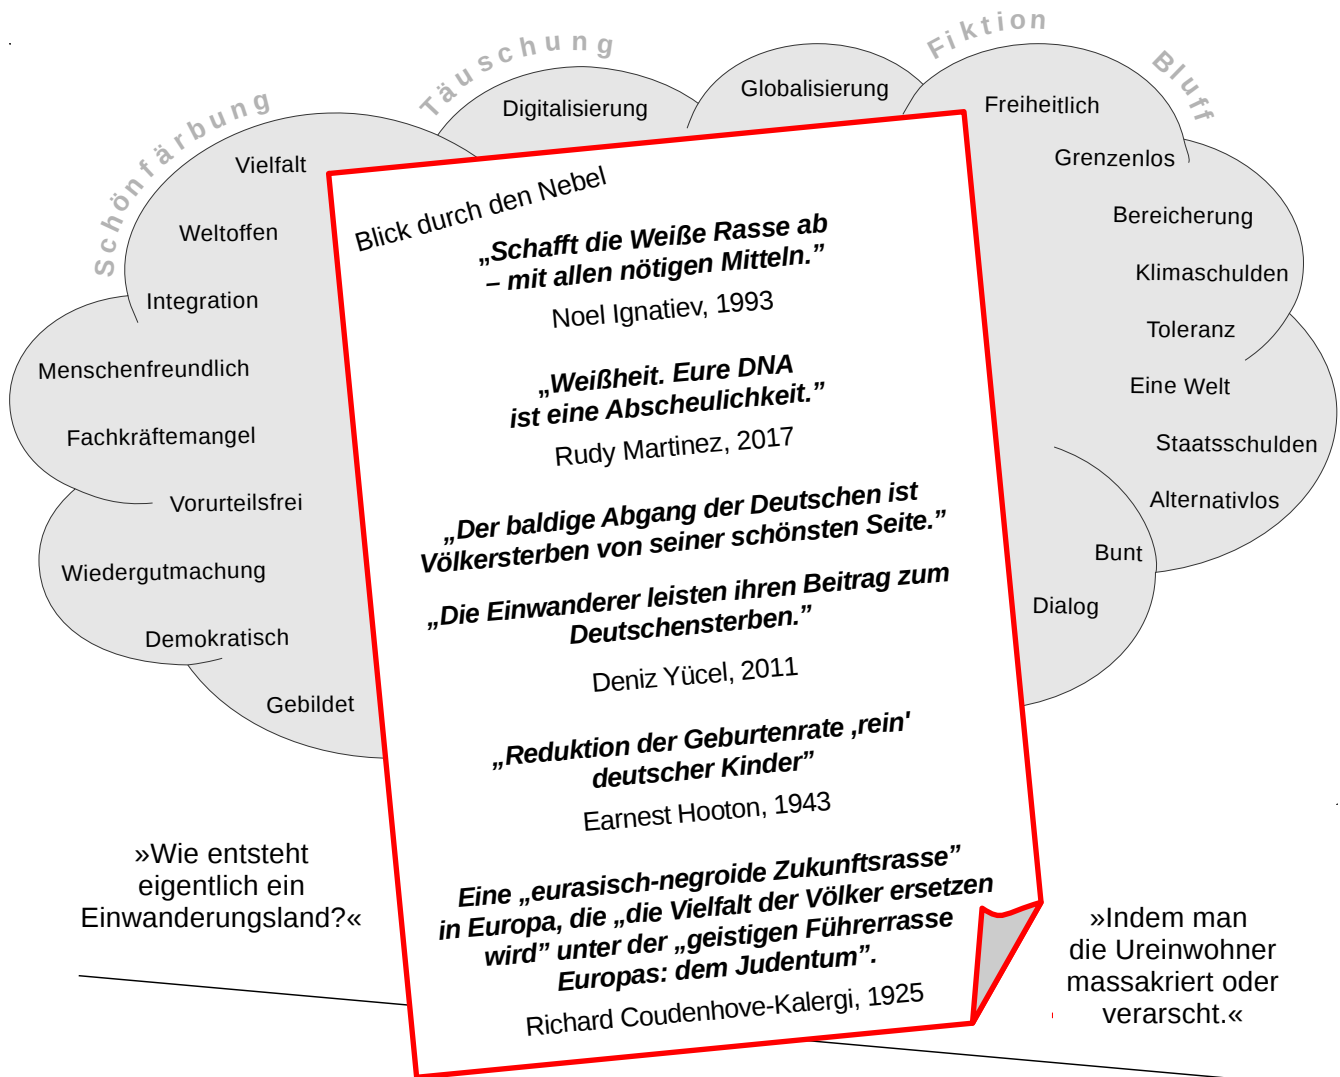 Schönfärbung
Täuschung
Fiktion
Bluff
Vielfalt
Weltoffen
Integration
Menschenfreundlich
Fachkräftemangel
Vorurteilsfrei
Wiedergutmachung
Demokratisch
Gebildet
Digitalisierung
Globalisierung
Freiheitlich
Grenzenlos
Bereicherung
Klimaschulden
Toleranz
Eine Welt
Staatsschulden
Alternativlos
Bunt
Dialog
Blick durch den Nebel
„Schafft die Weiße Rasse ab
– mit allen nötigen Mitteln.”
Noel Ignatiev, 1993
„Weißheit. Eure DNA
ist eine Abscheulichkeit.”
Rudy Martinez, 2017
„Der baldige Abgang der Deutschen ist
Völkersterben von seiner schönsten Seite.”
„Die Einwanderer leisten ihren Beitrag zum
Deutschensterben.”
Deniz Yücel, 2011
„Reduktion der Geburtenrate ‚rein'
deutscher Kinder”
Earnest Hooton, 1943
Eine „eurasisch-negroide Zukunftsrasse”
in Europa, die „die Vielfalt der Völker ersetzen
wird” unter der „geistigen Führerrasse
Europas: dem Judentum”.
Richard Coudenhove-Kalergi, 1925
»Wie entsteht
eigentlich ein
Einwanderungsland?«
»Indem man
die Ureinwohner
massakriert oder
verarscht.«